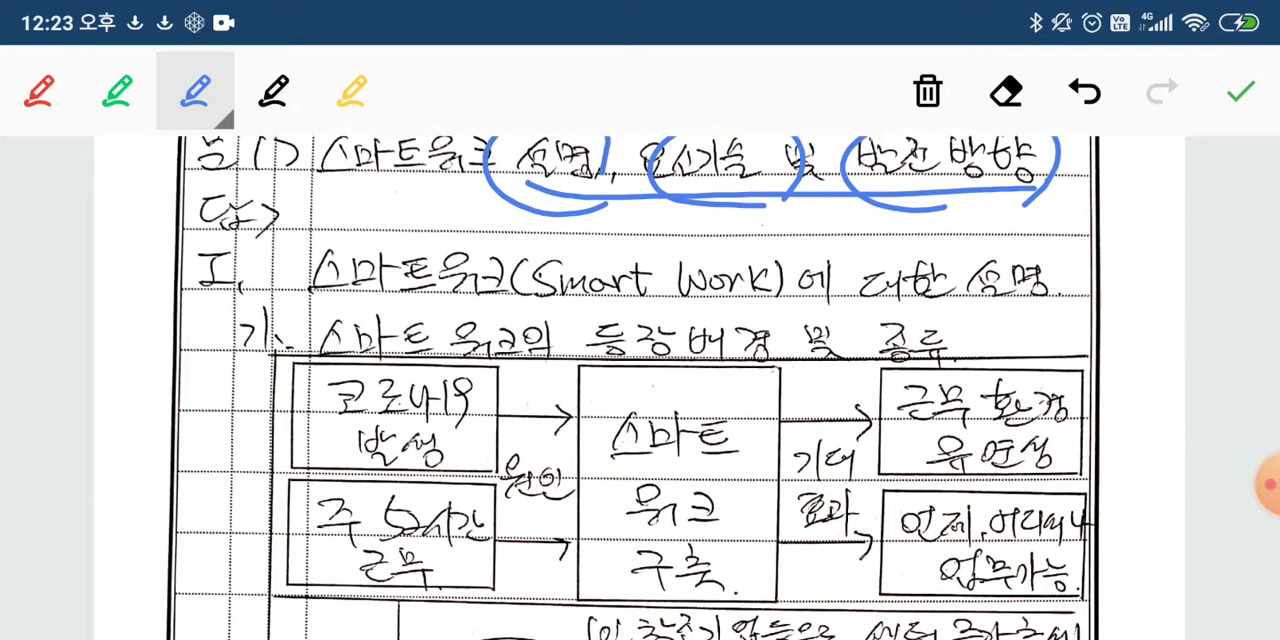 12:23 오후
Vo LTE 4G
문 1) 스마트워크 설명, 요소기술 및 발전 방향
답>
I. 스마트워크(Smart Work)에 대한 설명.
가. 스마트 워크의 등장배경 및 종류.
코로나19 발생
주 52시간 근무
원인
스마트 워크 구축.
기대 효과
근무 환경 유연성
언제, 어디서나 업무가능.